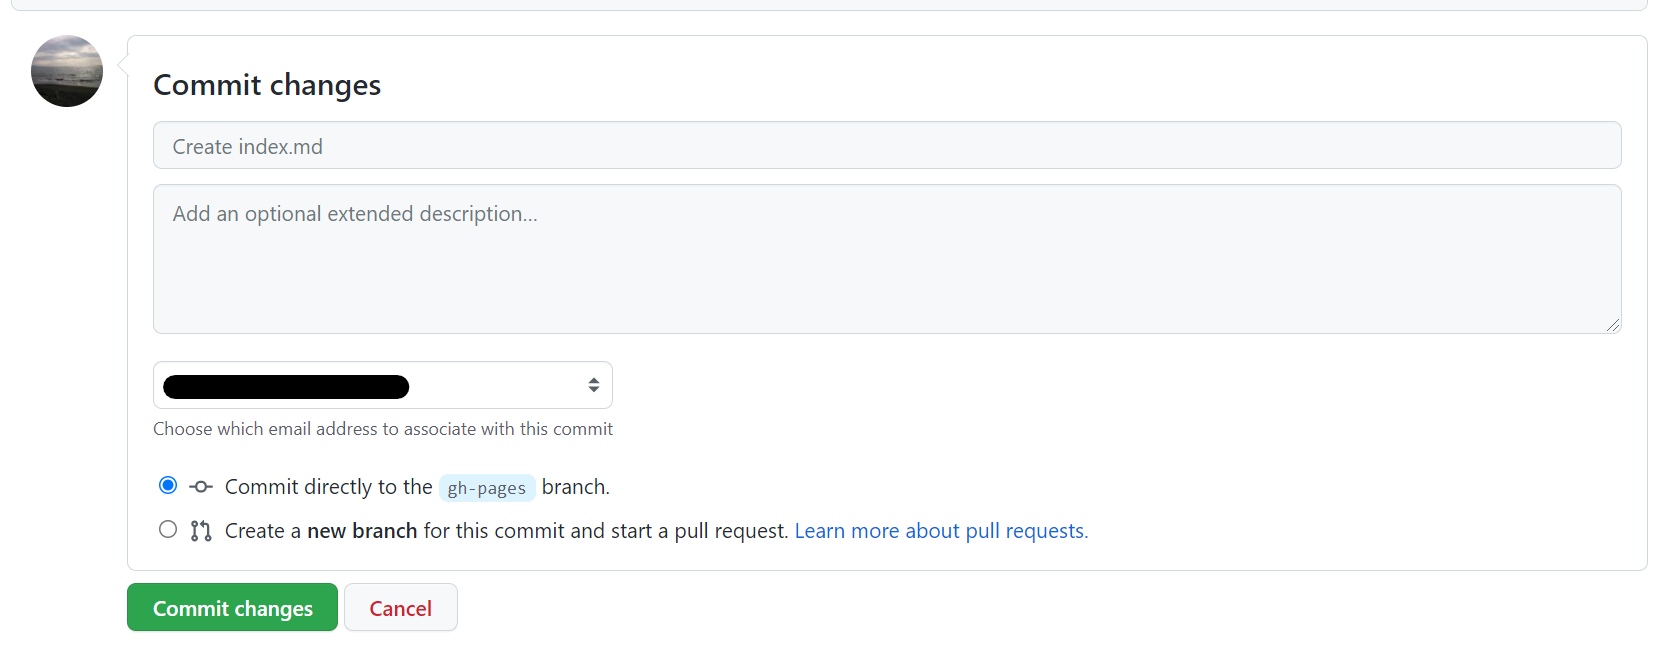 Commit changes
Create index.md
Add an optional extended description...
Choose which email address to associate with this commit
Commit directly to the gh-pages branch.
Create a new branch for this commit and start a pull request. Learn more about pull requests.
Commit changes Cancel